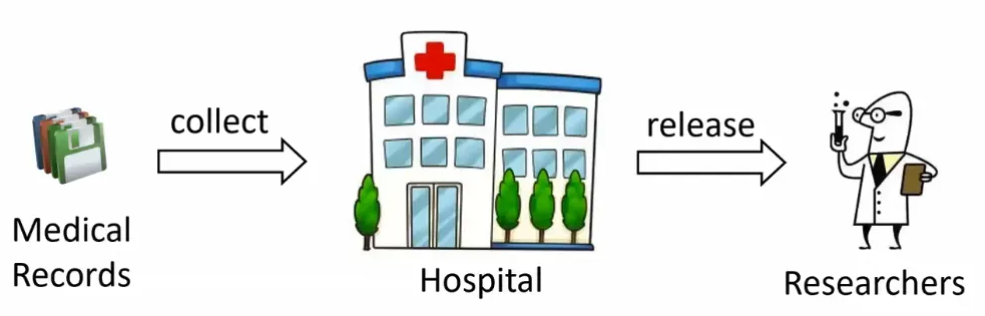 collect
release
Medical
Records
Hospital
Researchers